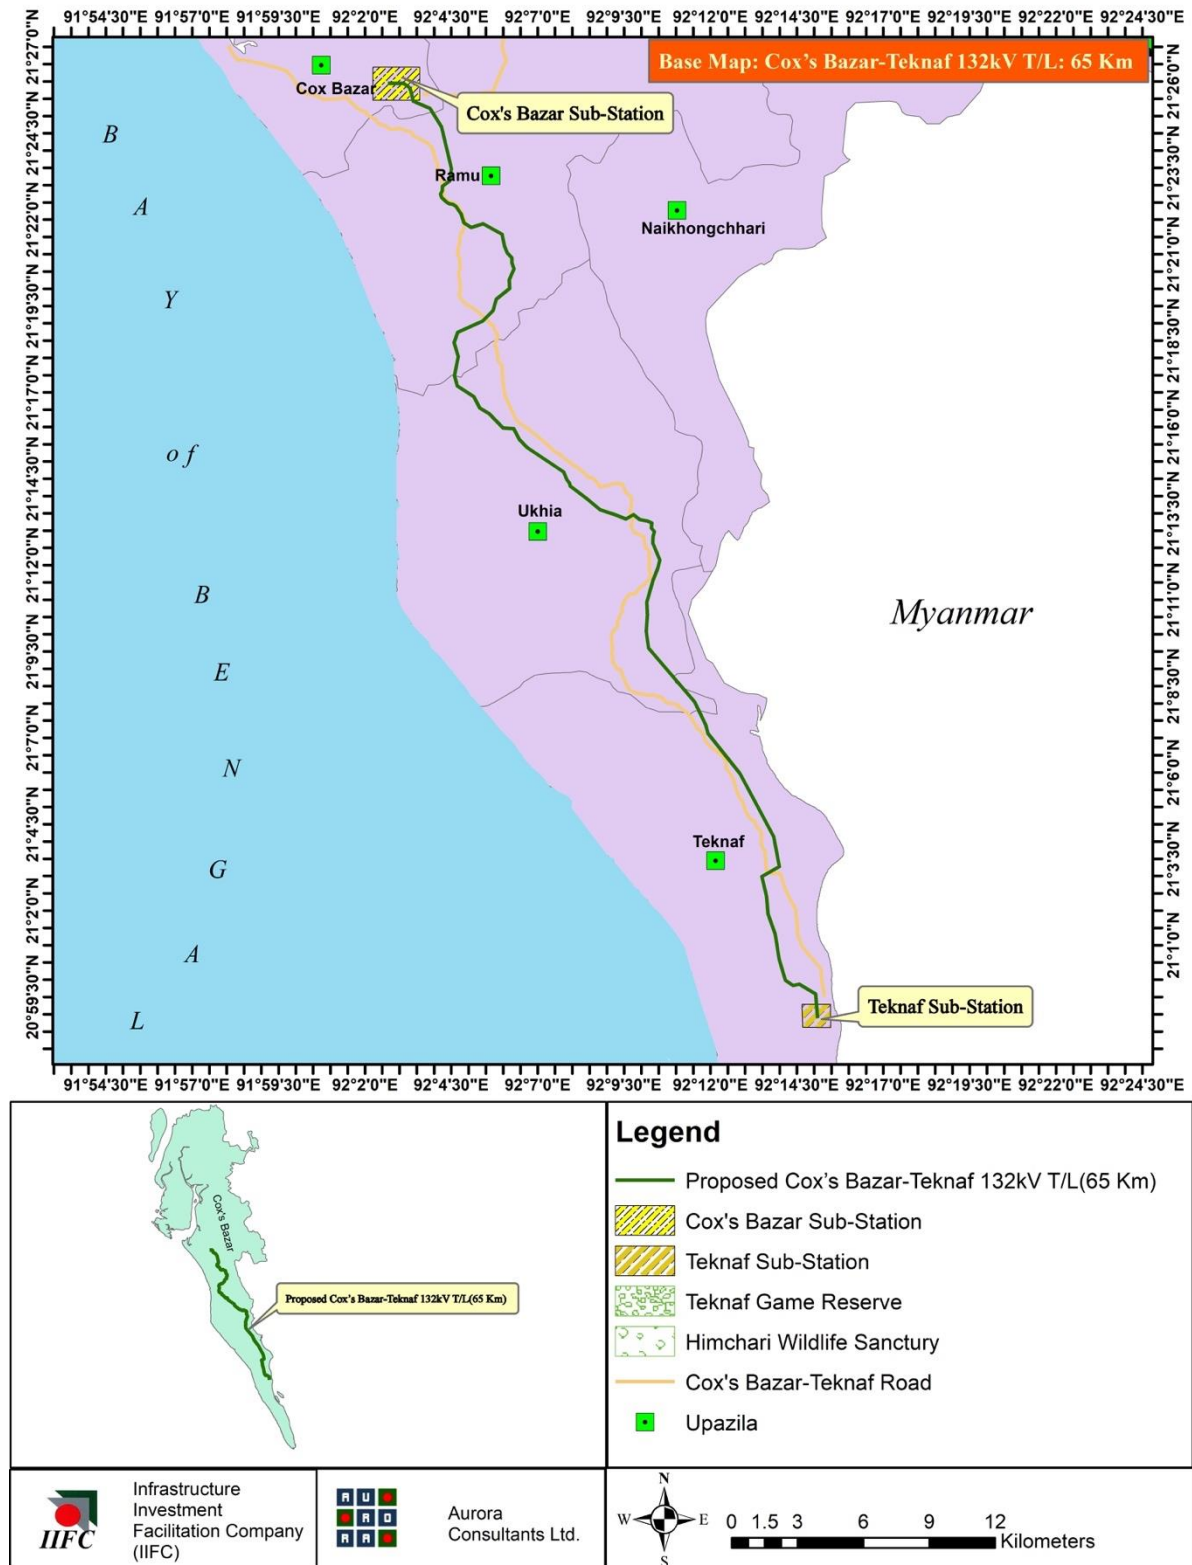 91°54'30"E 91°57'0"E 91°59'30"E 92°2'0"E 92°4'30"E 92°7'0"E 92°9'30"E 92°12'0"E 92°14'30"E 92°17'0"E 92°19'30"E 92°22'0"E 92°24'30"E
Base Map: Cox's Bazar-Teknaf 132kV T/L: 65 Km
Cox Bazar
Cox's Bazar Sub-Station
Ramu
Naikhongchhari
Ukhia
Myanmar
Teknaf
Teknaf Sub-Station
BAY of BENGAL
21°27'0"N
21°24'30"N
21°22'0"N
21°19'30"N
21°17'0"N
21°14'30"N
21°12'0"N
21°9'30"N
21°7'0"N
21°4'30"N
21°2'0"N
20°59'30"N
21°26'0"N
21°23'30"N
21°21'0"N
21°18'30"N
21°16'0"N
21°13'30"N
21°11'0"N
21°8'30"N
21°6'0"N
21°3'30"N
21°1'0"N
91°54'30"E 91°57'0"E 91°59'30"E 92°2'0"E 92°4'30"E 92°7'0"E 92°9'30"E 92°12'0"E 92°14'30"E 92°17'0"E 92°19'30"E 92°22'0"E 92°24'30"E
Cox's Bazar
Proposed Cox's Bazar-Teknaf 132kV T/L(65 Km)
Legend
Proposed Cox's Bazar-Teknaf 132kV T/L(65 Km)
Cox's Bazar Sub-Station
Teknaf Sub-Station
Teknaf Game Reserve
Himchari Wildlife Sanctury
Cox's Bazar-Teknaf Road
Upazila
IIFC
Infrastructure
Investment
Facilitation Company
(IIFC)
AU
RO
RA
Aurora
Consultants Ltd.
N
W E
S
0 1.5 3 6 9 12
Kilometers